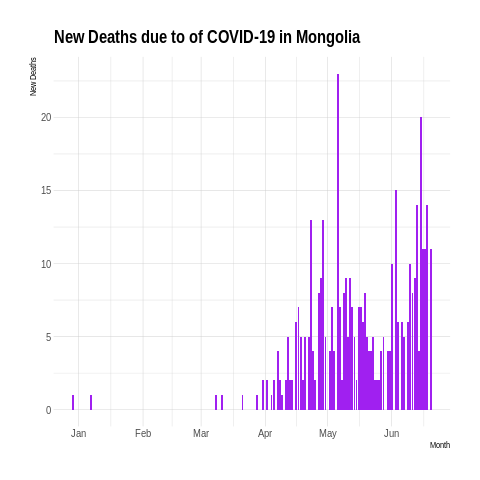 New Deaths due to of COVID-19 in Mongolia
New Deaths
20
15
10
5
0
Jan Feb Mar Apr May Jun
Month